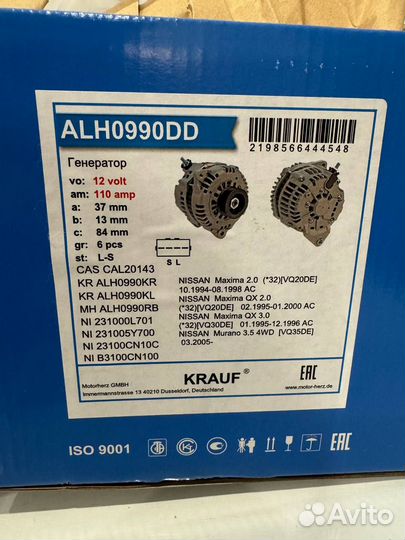 ALH0990DD
2198566444548
Генератор
vo: 12 volt
am: 110 amp
a: 37 mm
b: 13 mm
c: 84 mm
gr: 6 pcs
st: L-S
S L
CAS CAL20143
KR ALH0990KR
KR ALH0990KL
MH ALH0990RB
NI 231000L701
NI 231005Y700
NI 23100CN10C
NI B3100CN100
NISSAN Maxima 2.0 (*32)[VQ20DE]
10.1994-08.1998 AC
NISSAN Maxima QX 2.0
(*32)[VQ20DE] 02.1995-01.2000 AC
NISSAN Maxima QX 3.0
(*32)[VQ30DE] 01.1995-12.1996 AC
NISSAN Murano 3.5 4WD [VQ35DE]
03.2005-
Motorherz GMBH
Immermannstrasse 13 40210 Dusseldorf, Deutschland
KRAUF®
EAC
www.motor-herz.com
ISO 9001
EAC
Avito